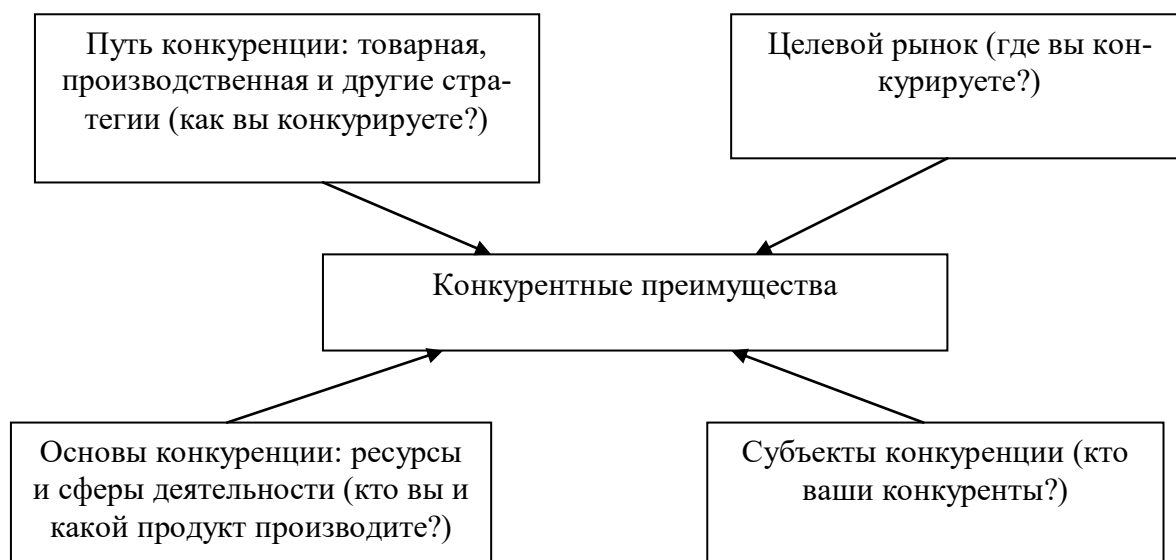 Путь конкуренции: товарная,
производственная и другие стра-
тегии (как вы конкурируете?)
Целевой рынок (где вы кон-
курируете?)
Конкурентные преимущества
Основы конкуренции: ресурсы
и сферы деятельности (кто вы и
какой продукт производите?)
Субъекты конкуренции (кто
ваши конкуренты?)